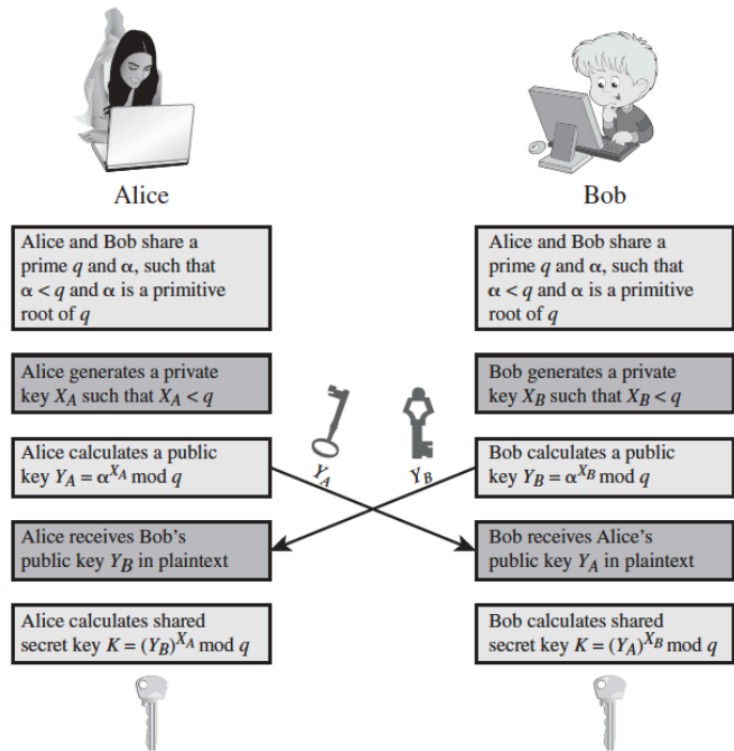 Alice
Bob
Alice and Bob share a
prime q and α, such that
α < q and α is a primitive
root of q
Alice and Bob share a
prime q and α, such that
α < q and α is a primitive
root of q
Alice generates a private
key X_A such that X_A < q
Bob generates a private
key X_B such that X_B < q
Alice calculates a public
key Y_A = α^{X_A} mod q
Y_A
Y_B
Bob calculates a public
key Y_B = α^{X_B} mod q
Alice receives Bob's
public key Y_B in plaintext
Bob receives Alice's
public key Y_A in plaintext
Alice calculates shared
secret key K = (Y_B)^{X_A} mod q
Bob calculates shared
secret key K = (Y_A)^{X_B} mod q